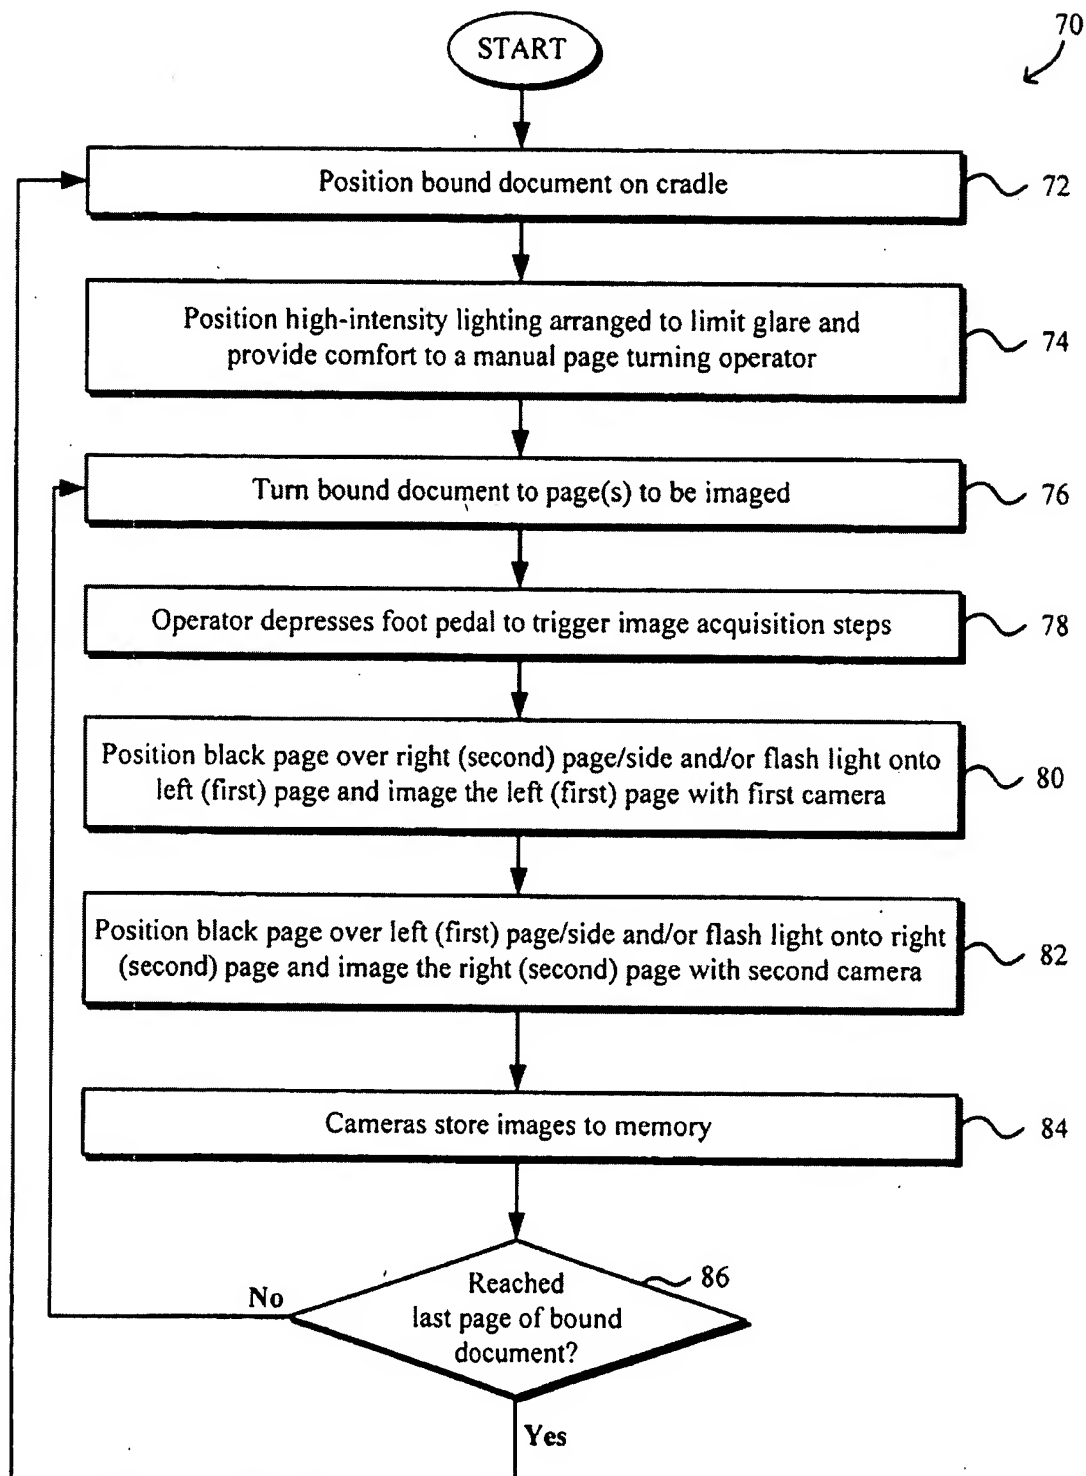 70
START
Position bound document on cradle
72
Position high-intensity lighting arranged to limit glare and
provide comfort to a manual page turning operator
74
Turn bound document to page(s) to be imaged
76
Operator depresses foot pedal to trigger image acquisition steps
78
Position black page over right (second) page/side and/or flash light onto
left (first) page and image the left (first) page with first camera
80
Position black page over left (first) page/side and/or flash light onto right
(second) page and image the right (second) page with second camera
82
Cameras store images to memory
84
Reached
last page of bound
document?
86
No
Yes